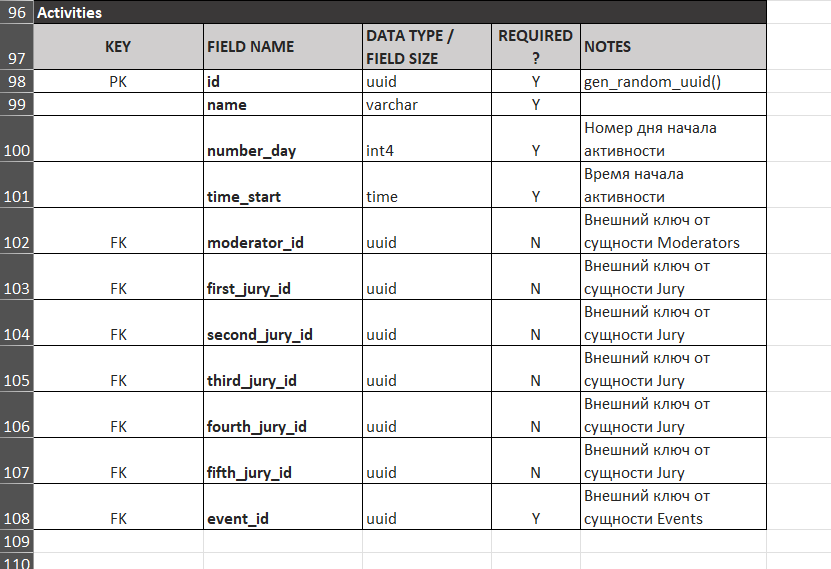 96 Activities
97 KEY FIELD NAME DATA TYPE / FIELD SIZE REQUIRED ? NOTES
98 PK id uuid Y gen_random_uuid()
99 name varchar Y
100 number_day int4 Y Номер дня начала активности
101 time_start time Y Время начала активности
102 FK moderator_id uuid N Внешний ключ от сущности Moderators
103 FK first_jury_id uuid N Внешний ключ от сущности Jury
104 FK second_jury_id uuid N Внешний ключ от сущности Jury
105 FK third_jury_id uuid N Внешний ключ от сущности Jury
106 FK fourth_jury_id uuid N Внешний ключ от сущности Jury
107 FK fifth_jury_id uuid N Внешний ключ от сущности Jury
108 FK event_id uuid Y Внешний ключ от сущности Events
109
110